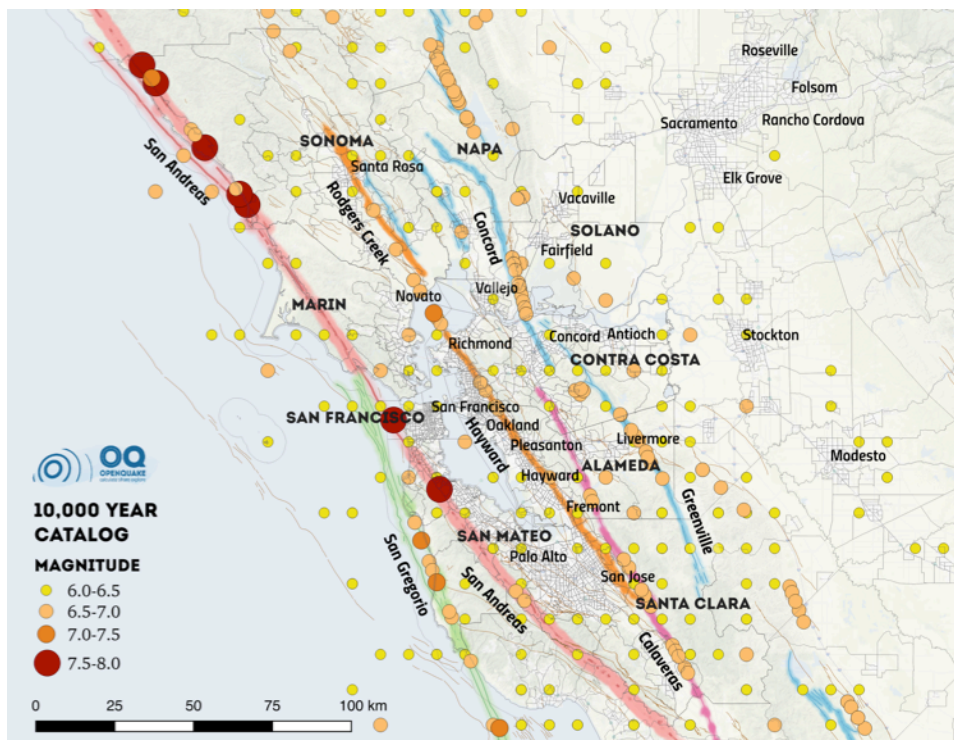 Roseville
Folsom
Sacramento
Rancho Cordova
SONOMA
NAPA
San Andreas
Santa Rosa
Elk Grove
Rodgers Creek
Vacaville
Concord
SOLANO
Fairfield
Novato
Vallejo
MARIN
Richmond
Concord
Antioch
Stockton
CONTRA COSTA
SAN FRANCISCO
San Francisco
Oakland
Hayward
Pleasanton
Livermore
Modesto
Hayward
ALAMEDA
OQ
OPENQUAKE
10,000 YEAR
CATALOG
MAGNITUDE
6.0-6.5
6.5-7.0
7.0-7.5
7.5-8.0
Fremont
Greenville
SAN MATEO
Palo Alto
San Gregorio
San Andreas
San Jose
SANTA CLARA
Calaveras
0 25 50 75 100 km